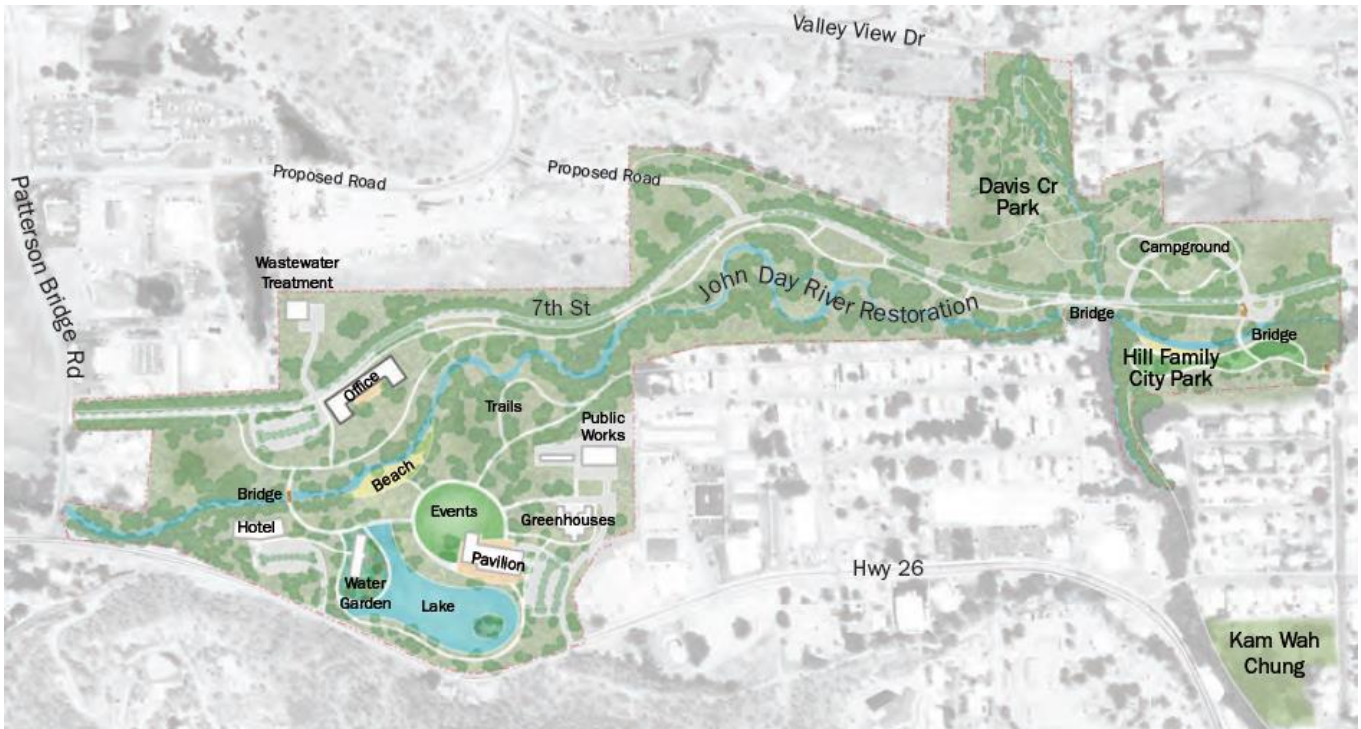 Valley View Dr
Proposed Road
Proposed Road
Patterson Bridge Rd
Davis Cr
Park
Campground
Wastewater
Treatment
7th St
John Day River Restoration
Bridge
Bridge
Hill Family
City Park
Office
Trails
Public
Works
Beach
Bridge
Hotel
Events
Greenhouses
Pavilion
Water
Garden
Lake
Hwy 26
Kam Wah
Chung